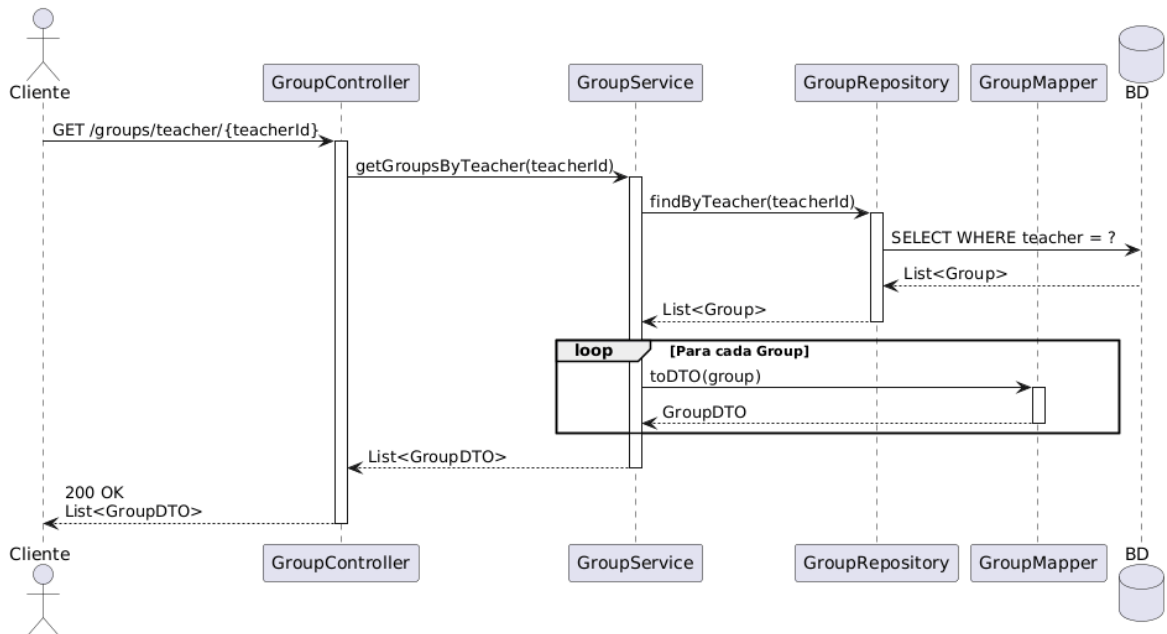 Cliente
GroupController
GroupService
GroupRepository
GroupMapper
BD
GET /groups/teacher/{teacherId}
getGroupsByTeacher(teacherId)
findByTeacher(teacherId)
SELECT WHERE teacher = ?
List<Group>
List<Group>
loop
[Para cada Group]
toDTO(group)
GroupDTO
List<GroupDTO>
200 OK
List<GroupDTO>
Cliente
GroupController
GroupService
GroupRepository
GroupMapper
BD